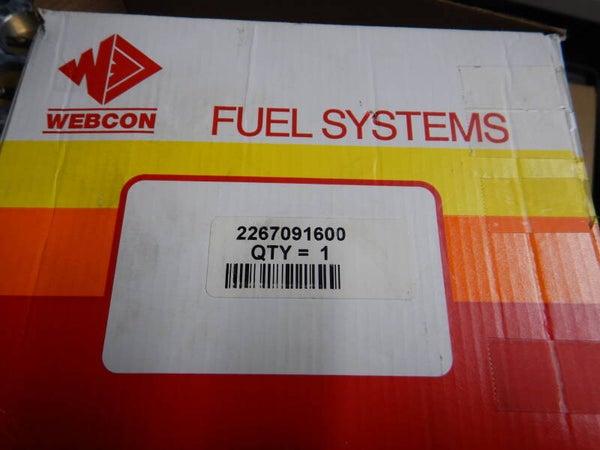 WEBCON
FUEL SYSTEMS
2267091600
QTY = 1